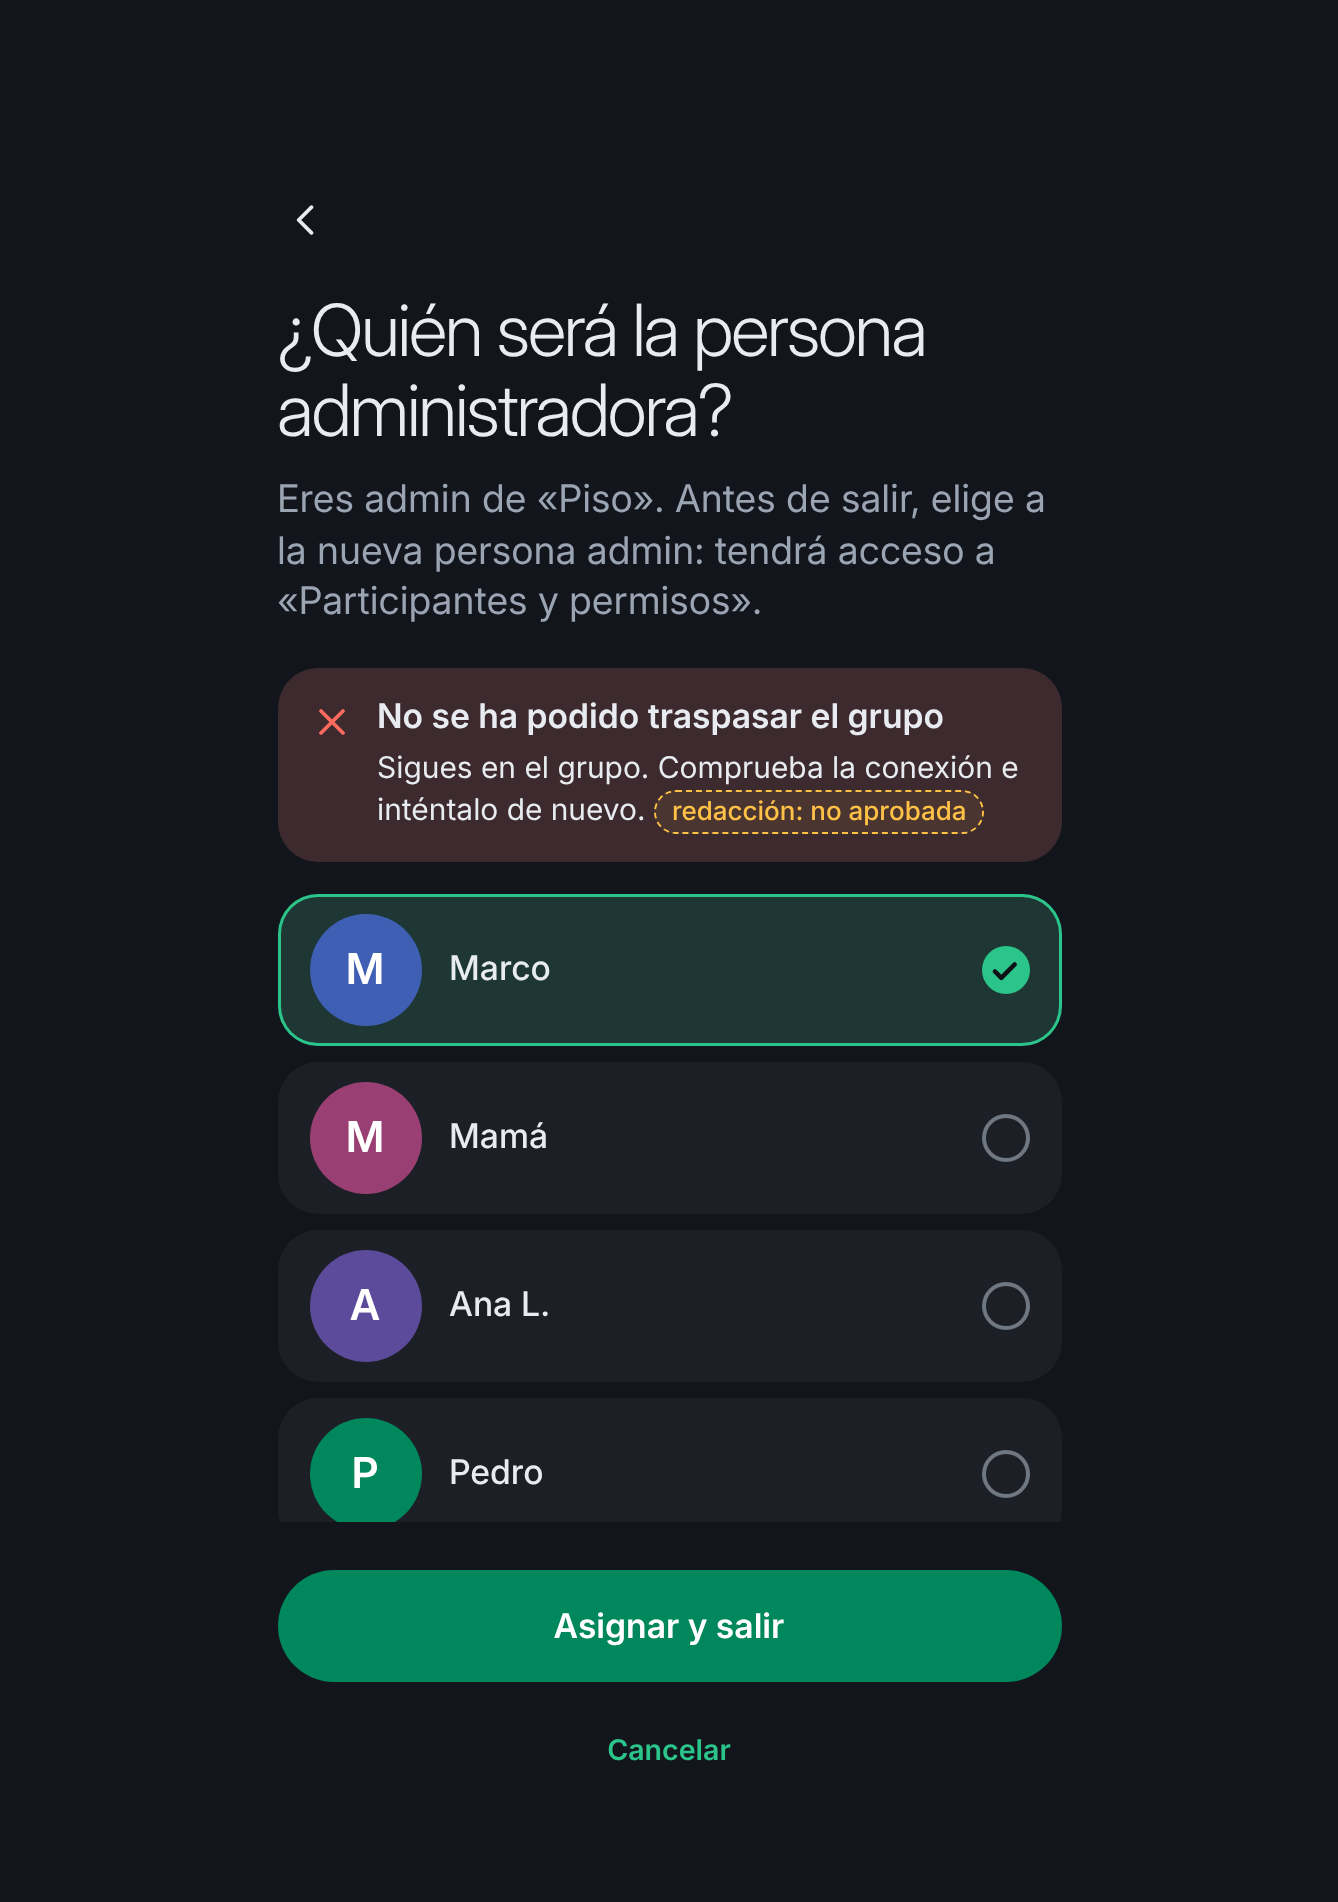 ¿Quién será la persona
administradora?
Eres admin de «Piso». Antes de salir, elige a
la nueva persona admin: tendrá acceso a
«Participantes y permisos».
No se ha podido traspasar el grupo
Sigues en el grupo. Comprueba la conexión e
inténtalo de nuevo. redacción: no aprobada
M Marco
M Mamá
A Ana L.
P Pedro
Asignar y salir
Cancelar